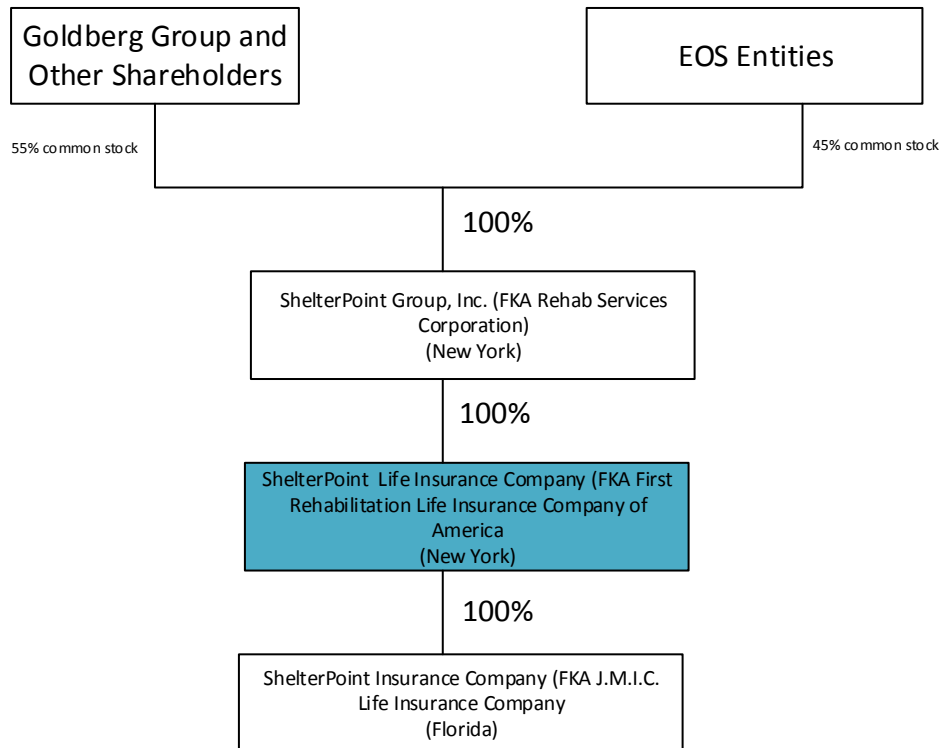 Goldberg Group and
Other Shareholders
EOS Entities
55% common stock
45% common stock
100%
ShelterPoint Group, Inc. (FKA Rehab Services
Corporation)
(New York)
100%
ShelterPoint  Life Insurance Company (FKA First
Rehabilitation Life Insurance Company of
America
(New York)
100%
ShelterPoint Insurance Company (FKA J.M.I.C.
Life Insurance Company
(Florida)